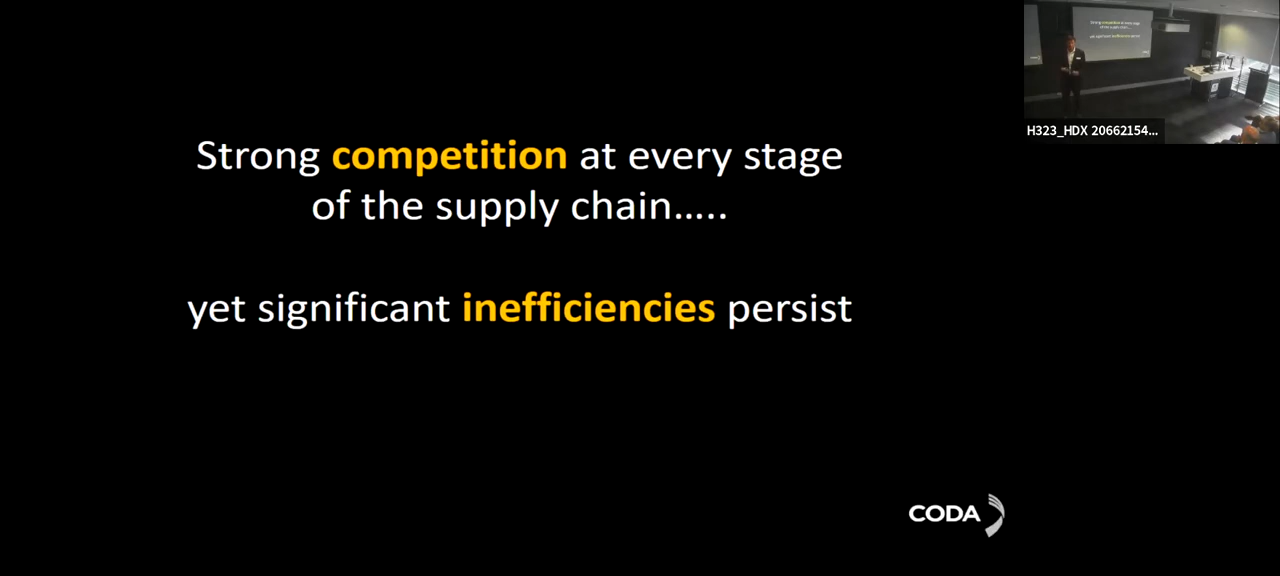 Strong competition at every stage
of the supply chain.....
yet significant inefficiencies persist
CODA
H323_HDX 20662154...